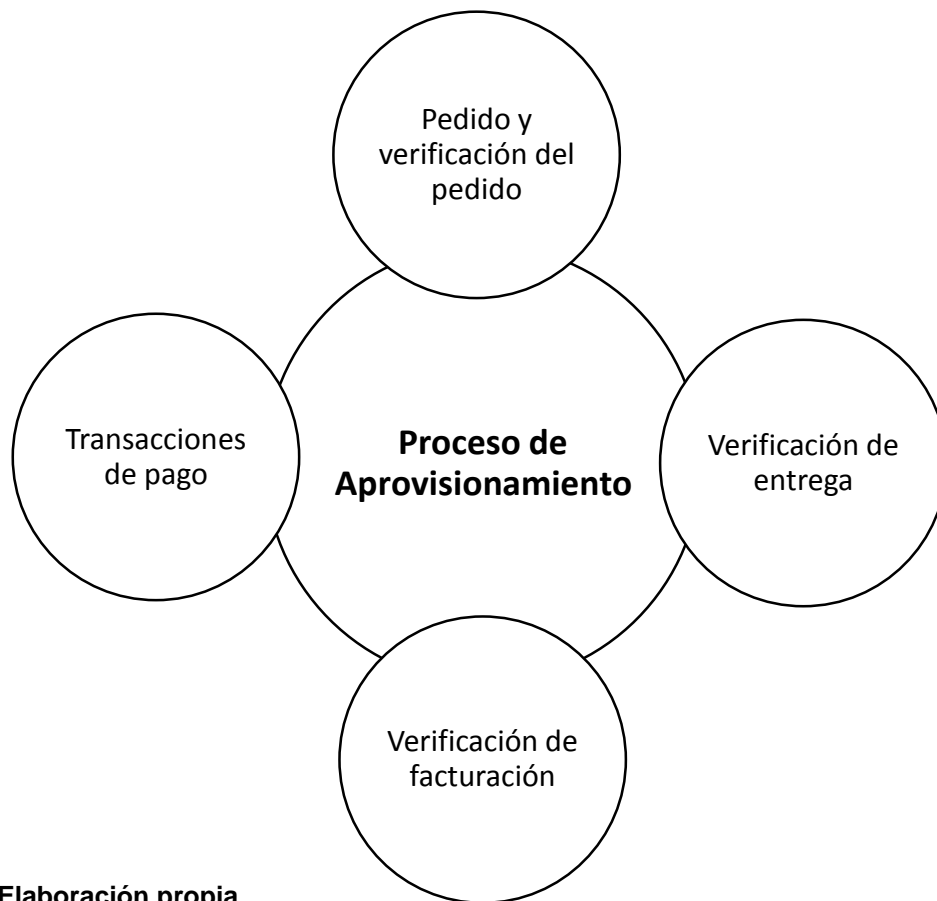 Pedido y
verificación del
pedido
Transacciones
de pago
Proceso de
Aprovisionamiento
Verificación de
entrega
Verificación de
facturación
Elaboración propia